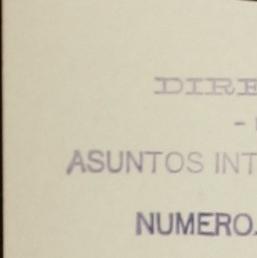 DIRE
-
ASUNTOS INT
NUMERO.